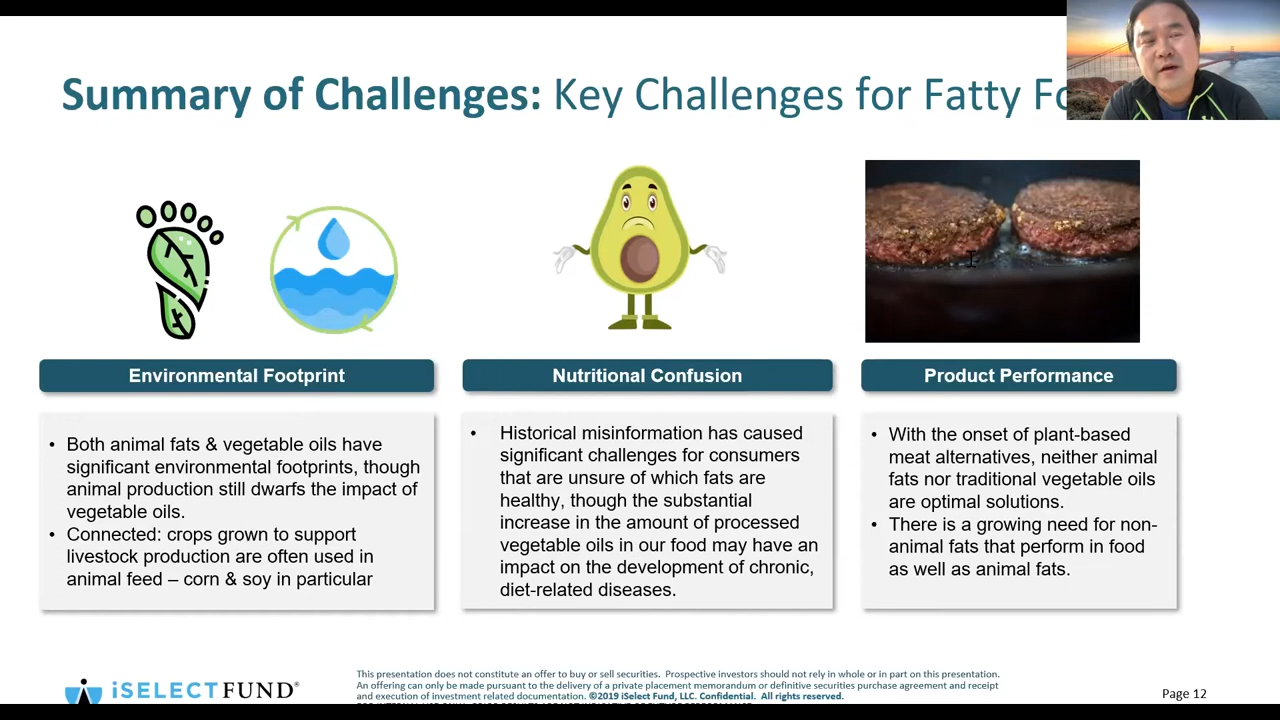 Summary of Challenges: Key Challenges for Fatty
Environmental Footprint
• Both animal fats & vegetable oils have
significant environmental footprints, though
animal production still dwarfs the impact of
vegetable oils.
• Connected: crops grown to support
livestock production are often used in
animal feed – corn & soy in particular
Nutritional Confusion
• Historical misinformation has caused
significant challenges for consumers
that are unsure of which fats are
healthy, though the substantial
increase in the amount of processed
vegetable oils in our food may have an
impact on the development of chronic,
diet-related diseases.
Product Performance
• With the onset of plant-based
meat alternatives, neither animal
fats nor traditional vegetable oils
are optimal solutions.
• There is a growing need for non-
animal fats that perform in food
as well as animal fats.
iSELECTFUND®
This presentation does not constitute an offer to buy or sell securities. Prospective investors should not rely in whole or in part on this presentation.
An offering can only be made pursuant to the delivery of a private placement memorandum or definitive securities purchase agreement and receipt
and execution of investment related documentation. ©2019 iSelect Fund, LLC. Confidential. All rights reserved.
Page 12